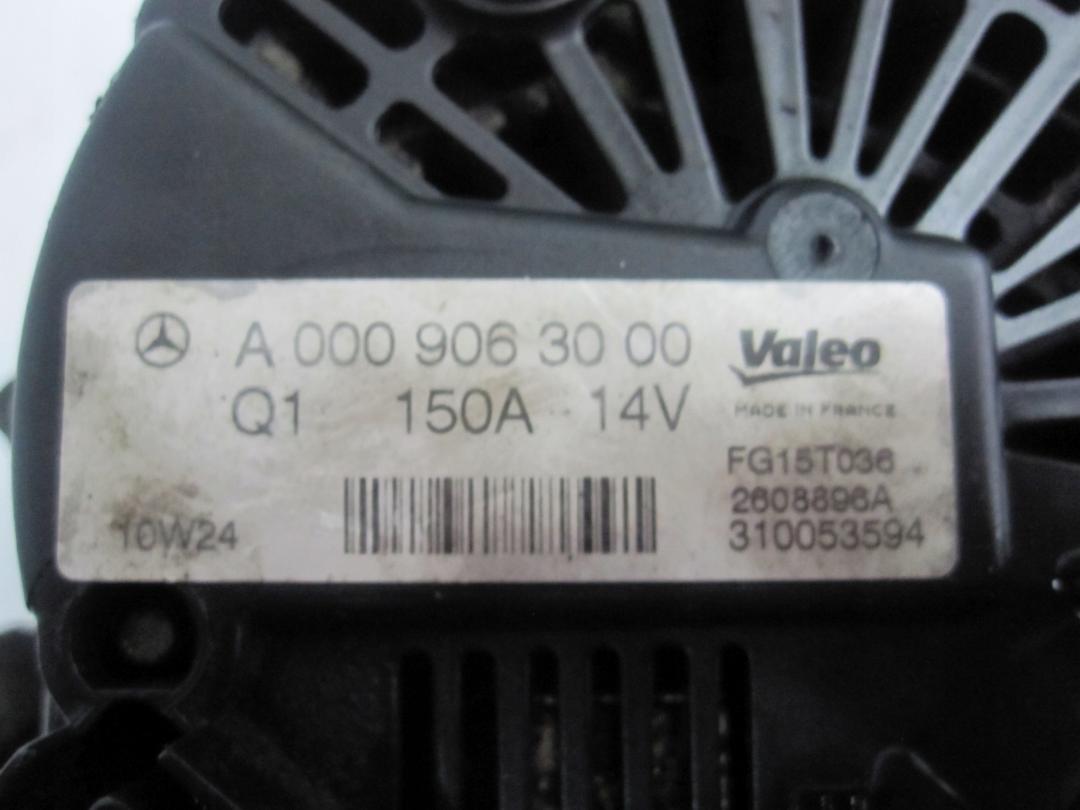 A 000 906 30 00
Q1 150A 14V
Valeo
MADE IN FRANCE
FG15T036
2608896A
310053594
10W24